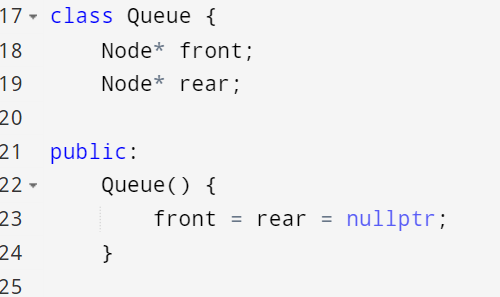 17 class Queue {
18     Node* front;
19     Node* rear;
20
21 public:
22     Queue() {
23         front = rear = nullptr;
24     }
25